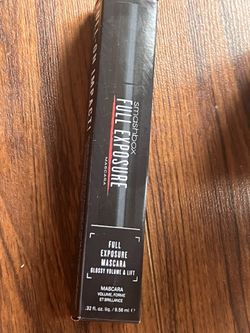 smashbox
FULL EXPOSURE
MASCARA
FULL
EXPOSURE
MASCARA
GLOSSY VOLUME & LIFT
MASCARA
VOLUME, FORME
ET BRILLANCE
.32 fl. oz. liq. / 9.56 ml ℮